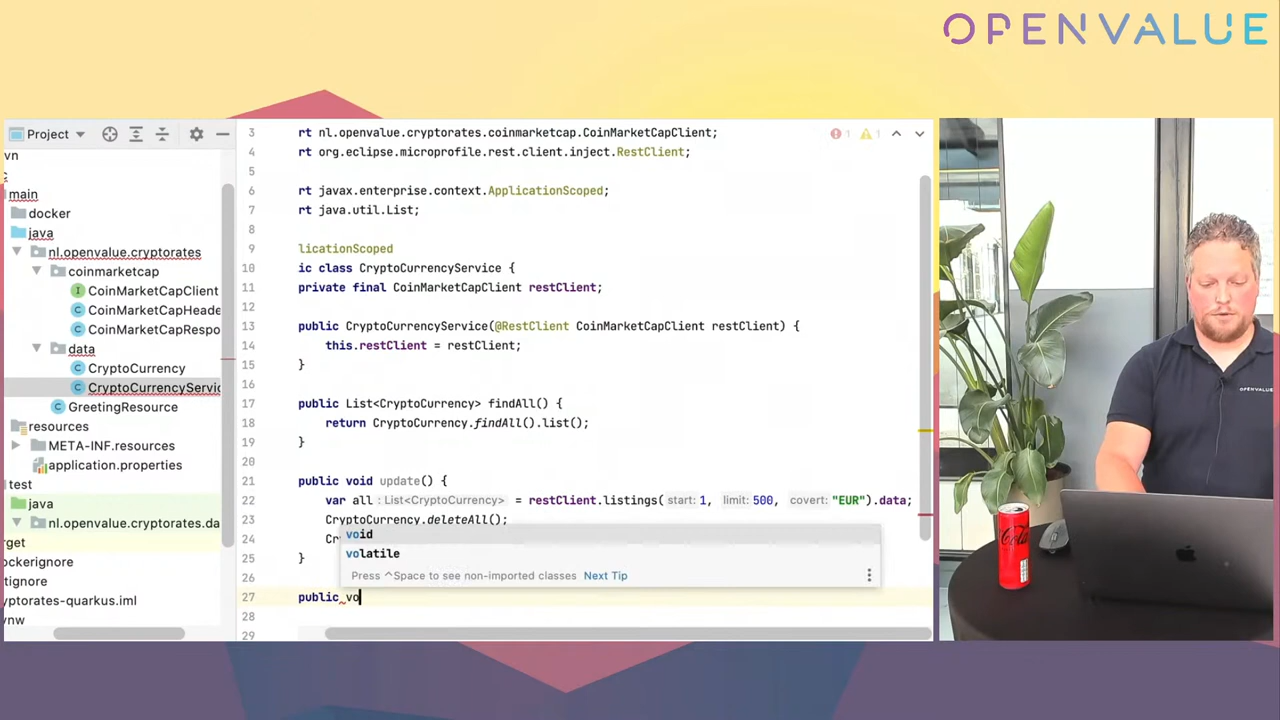 OPENVALUE
Project
vn
main
docker
java
nl.openvalue.cryptorates
coinmarketcap
CoinMarketCapClient
CoinMarketCapHeade
CoinMarketCapRespo
data
CryptoCurrency
CryptoCurrencyServic
GreetingResource
resources
META-INF.resources
application.properties
test
java
nl.openvalue.cryptorates.da
rget
ockerignore
itignore
yptorates-quarkus.iml
vnw
3 rt nl.openvalue.cryptorates.coinmarketcap.CoinMarketCapClient;
4 rt org.eclipse.microprofile.rest.client.inject.RestClient;
5
6 rt javax.enterprise.context.ApplicationScoped;
7 rt java.util.List;
8
9 licationScoped
10 ic class CryptoCurrencyService {
11 private final CoinMarketCapClient restClient;
12
13 public CryptoCurrencyService(@RestClient CoinMarketCapClient restClient) {
14 this.restClient = restClient;
15 }
16
17 public List<CryptoCurrency> findAll() {
18 return CryptoCurrency.findAll().list();
19 }
20
21 public void update() {
22 var all : List<CryptoCurrency> = restClient.listings( start: 1, limit: 500, covert: "EUR").data;
23 CryptoCurrency.deleteAll();
24 Cr
25 }
26
27 public vo
28
29
1 1
void
volatile
Press ^Space to see non-imported classes Next Tip
OPENVALUE